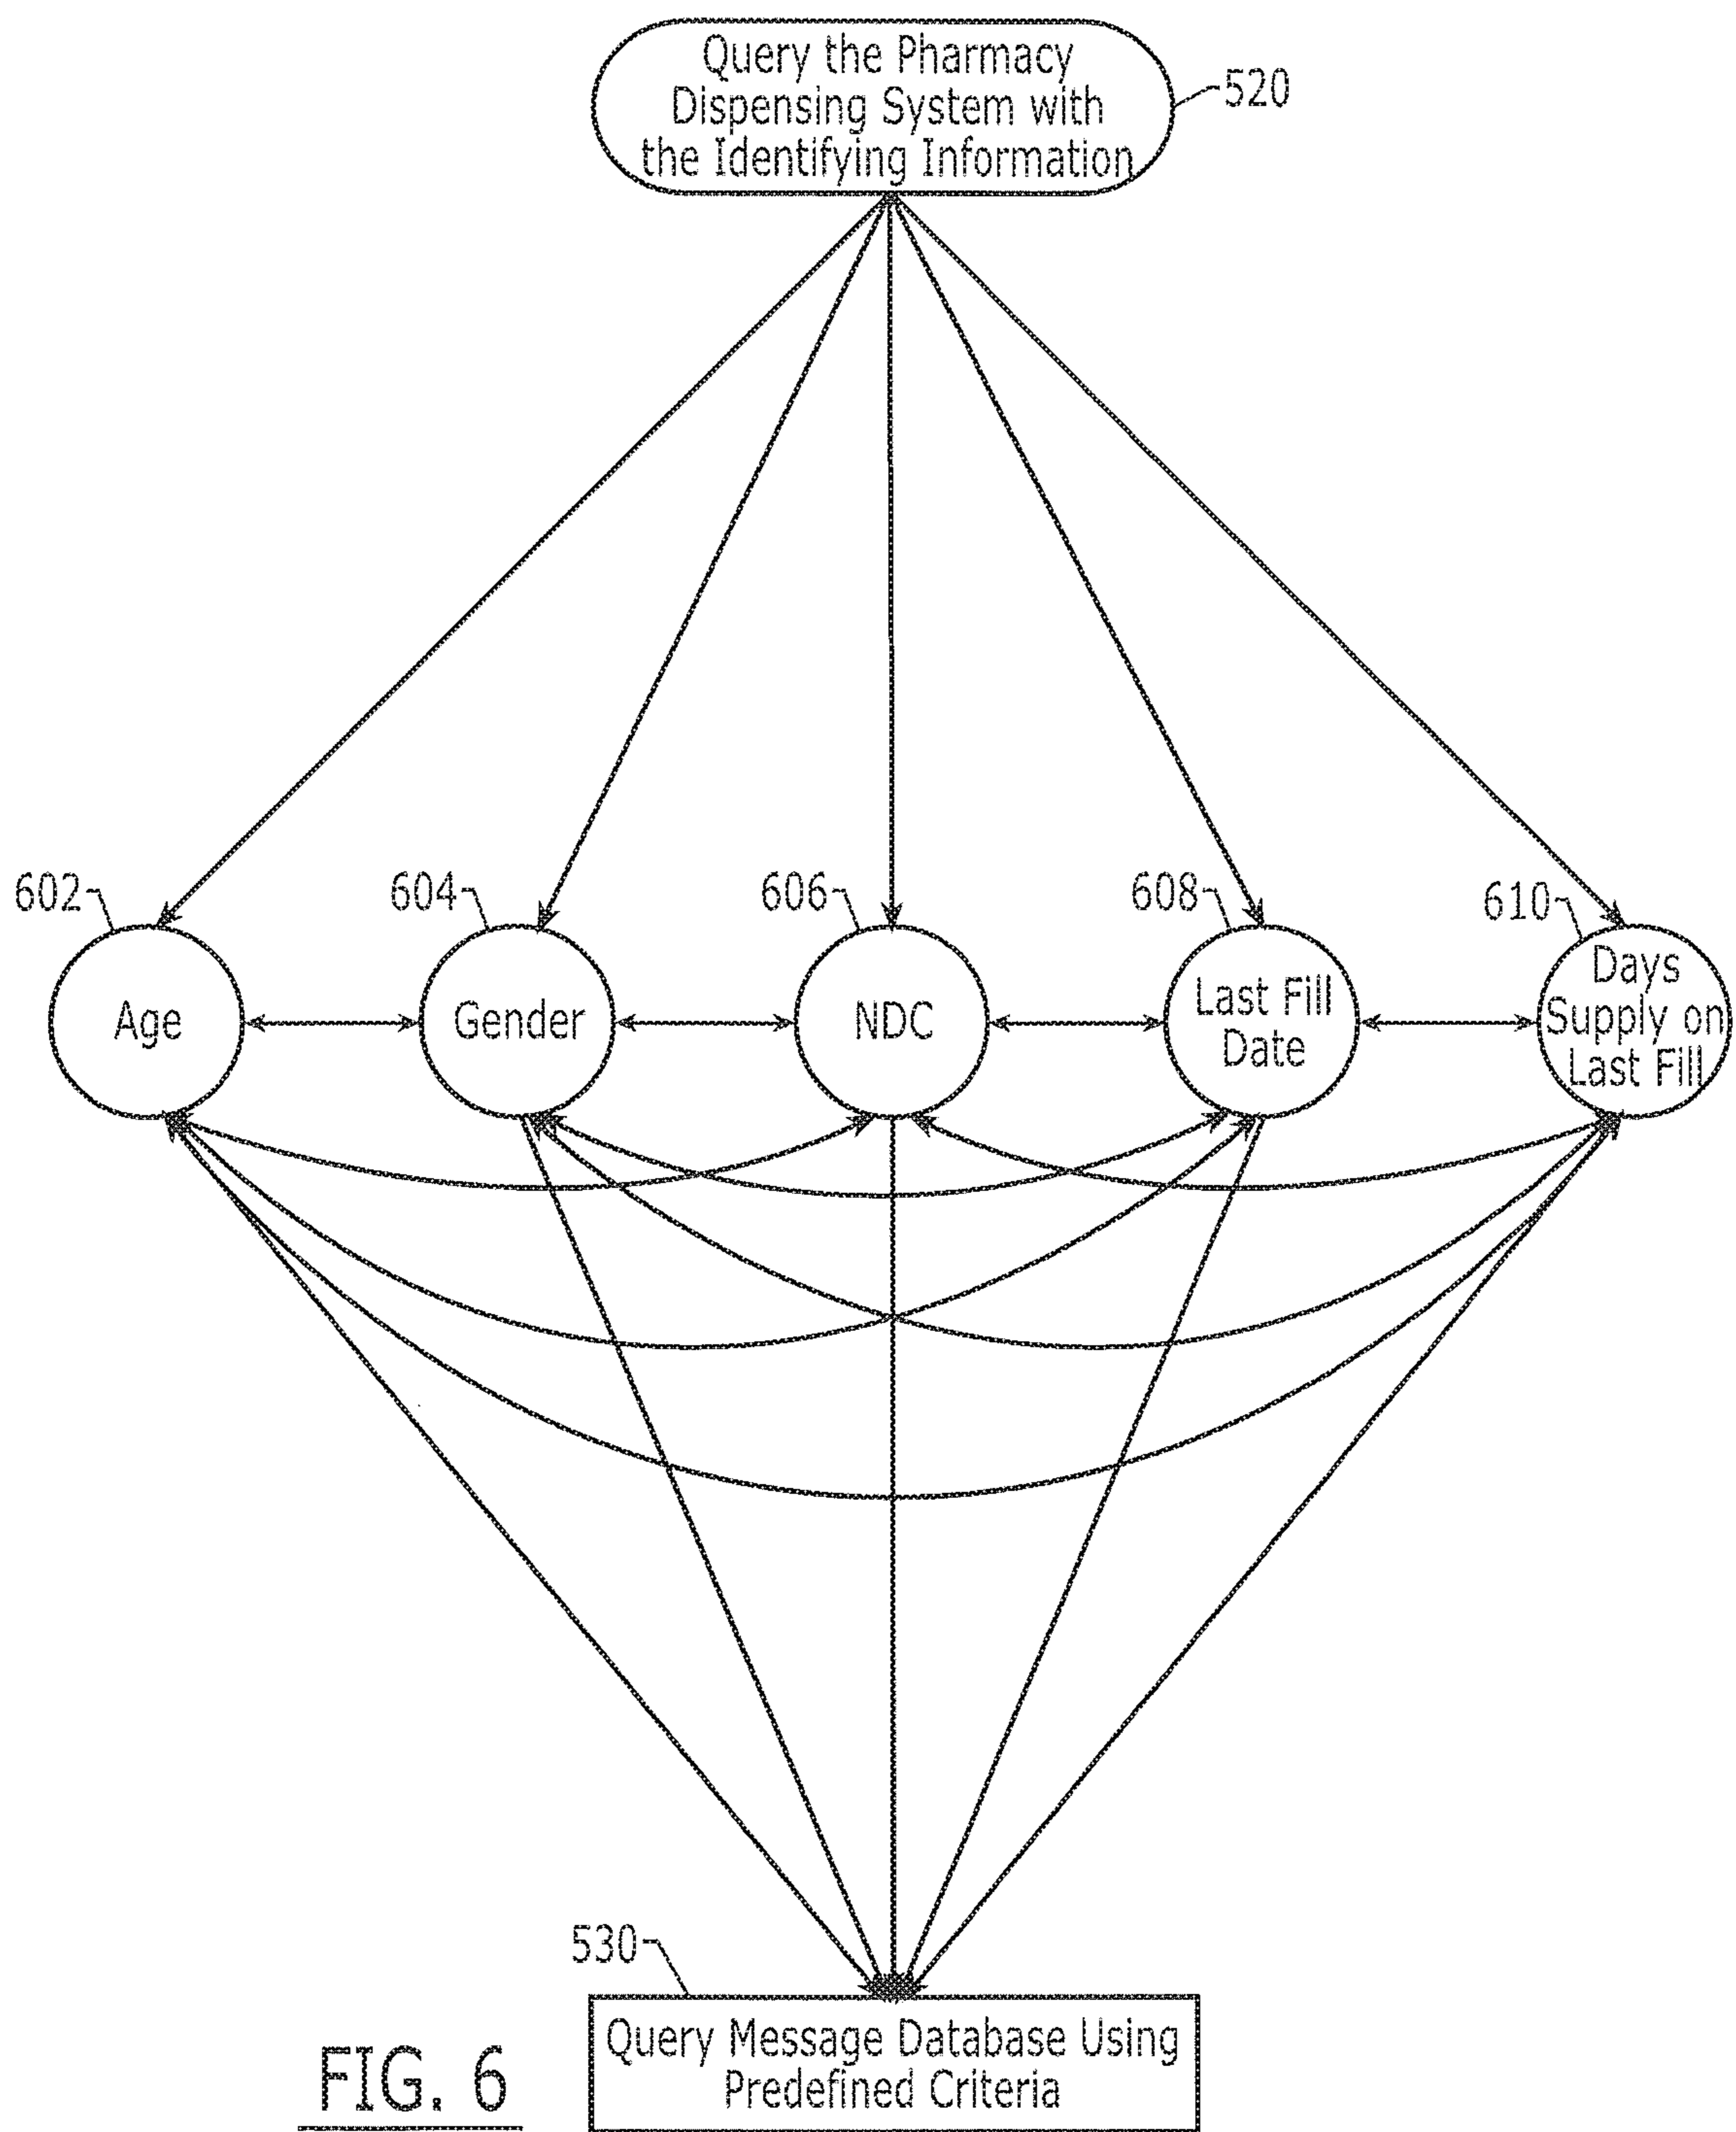 Query the Pharmacy
Dispensing System with
the Identifying Information
520
602
604
606
608
610
Age
Gender
NDC
Last Fill
Date
Days
Supply on
Last Fill
530
Query Message Database Using
Predefined Criteria
FIG. 6